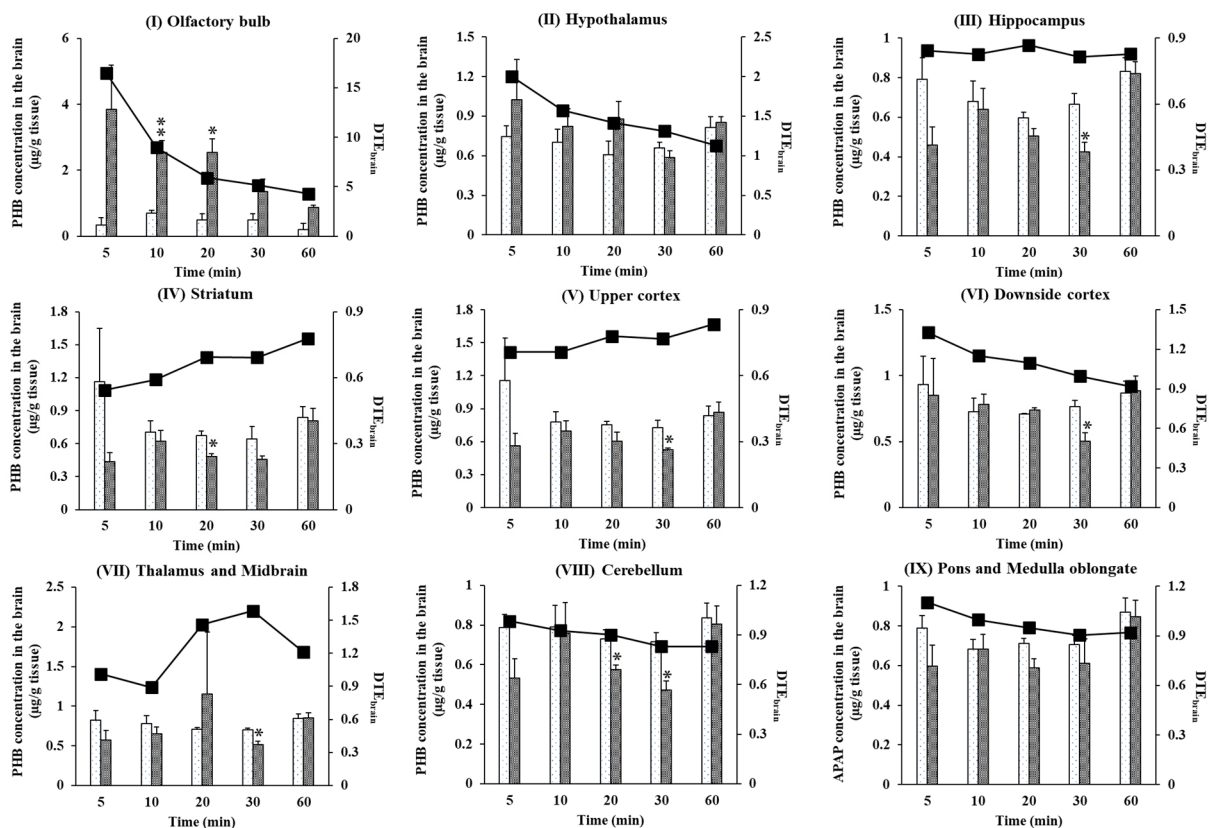 (I) Olfactory bulb
PHB concentration in the brain
(µg/g tissue)
6
4
2
0
**
*
20
15
10
5
0
DTEbrain
5 10 20 30 60
Time (min)
(II) Hypothalamus
PHB concentration in the brain
(µg/g tissue)
1.5
1.2
0.9
0.6
0.3
0
2.5
2
1.5
1
0.5
0
DTEbrain
5 10 20 30 60
Time (min)
(III) Hippocampus
PHB concentration in the brain
(µg/g tissue)
1
0.8
0.6
0.4
0.2
0
*
0.9
0.6
0.3
0
DTEbrain
5 10 20 30 60
Time (min)
(IV) Striatum
PHB concentration in the brain
(µg/g tissue)
1.8
1.5
1.2
0.9
0.6
0.3
0
*
0.9
0.6
0.3
0
DTEbrain
5 10 20 30 60
Time (min)
(V) Upper cortex
PHB concentration in the brain
(µg/g tissue)
1.8
1.5
1.2
0.9
0.6
0.3
0
*
0.9
0.6
0.3
0
DTEbrain
5 10 20 30 60
Time (min)
(VI) Downside cortex
PHB concentration in the brain
(µg/g tissue)
1.5
1
0.5
0
*
1.5
1.2
0.9
0.6
0.3
0
DTEbrain
5 10 20 30 60
Time (min)
(VII) Thalamus and Midbrain
PHB concentration in the brain
(µg/g tissue)
2.5
2
1.5
1
0.5
0
*
1.8
1.5
1.2
0.9
0.6
0.3
0
DTEbrain
5 10 20 30 60
Time (min)
(VIII) Cerebellum
PHB concentration in the brain
(µg/g tissue)
1
0.8
0.6
0.4
0.2
0
*
*
1.2
0.9
0.6
0.3
0
DTEbrain
5 10 20 30 60
Time (min)
(IX) Pons and Medulla oblongate
APAP concentration in the brain
(µg/g tissue)
1
0.8
0.6
0.4
0.2
0
1.2
0.9
0.6
0.3
0
DTEbrain
5 10 20 30 60
Time (min)